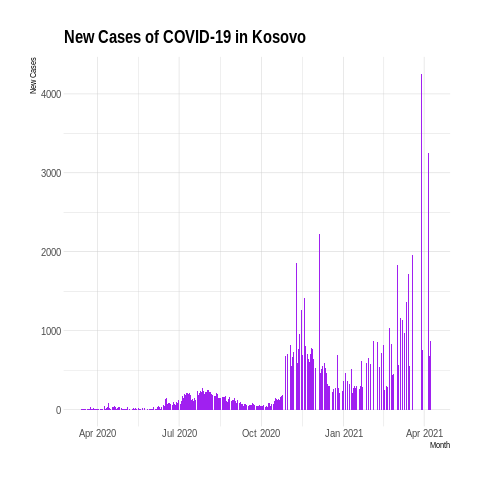 New Cases of COVID-19 in Kosovo
New Cases
4000
3000
2000
1000
0
Apr 2020 Jul 2020 Oct 2020 Jan 2021 Apr 2021
Month